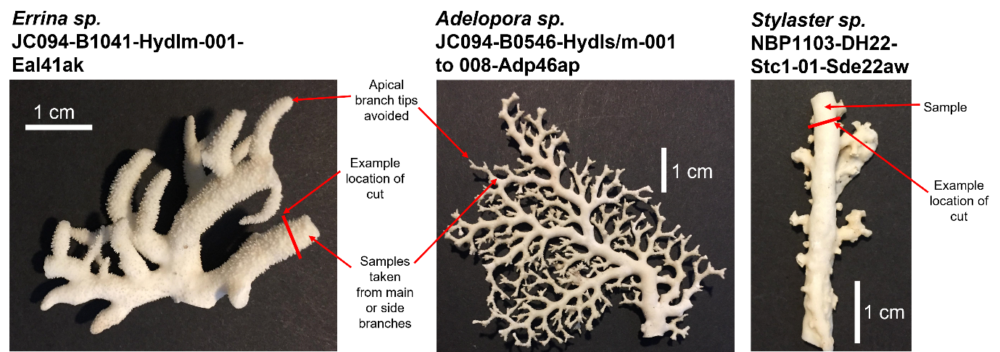 Errina sp.
JC094-B1041-Hydlm-001-
Eal41ak
1 cm
Apical
branch tips
avoided
Example
location of
cut
Samples
taken
from main
or side
branches
Adelopora sp.
JC094-B0546-Hydls/m-001
to 008-Adp46ap
1 cm
Stylaster sp.
NBP1103-DH22-
Stc1-01-Sde22aw
Sample
Example
location of
cut
1 cm